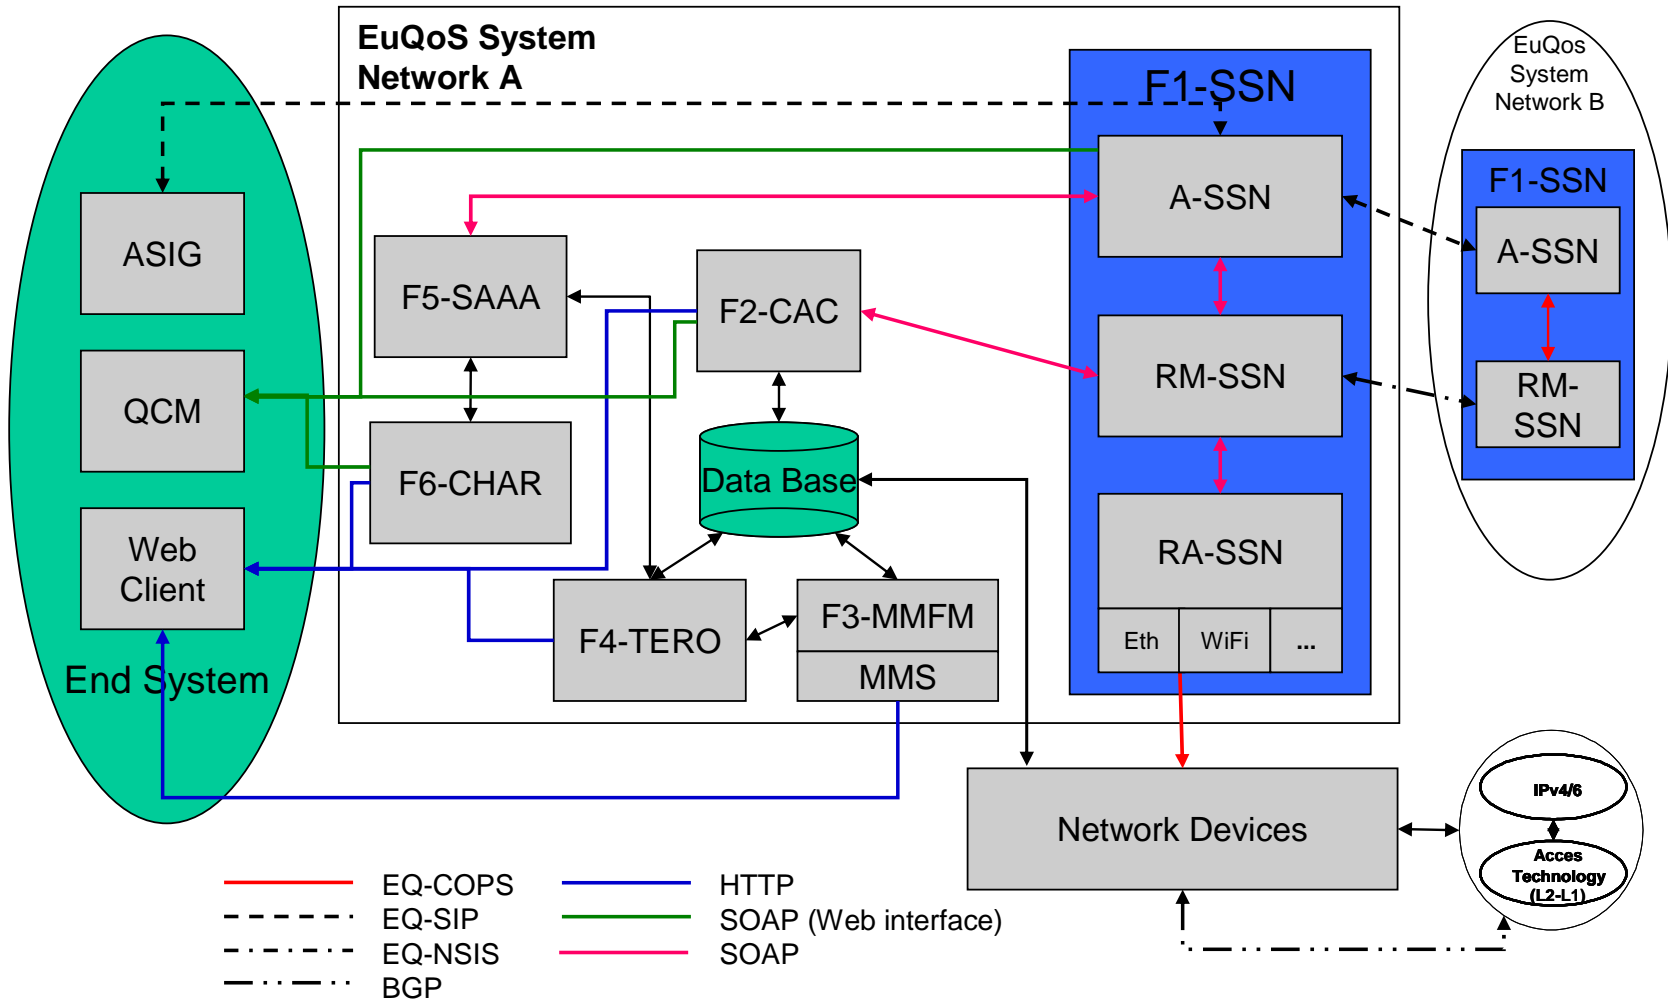 EuQoS System
Network A
F1-SSN
EuQos
System
Network B
A-SSN
F1-SSN
ASIG
F5-SAAA
F2-CAC
A-SSN
QCM
RM-SSN
RM-
SSN
F6-CHAR
Data Base
Web
Client
RA-SSN
Eth
WiFi
...
F4-TERO
F3-MMFM
MMS
End System
Network Devices
IPv4/6
Acces
Technology
(L2-L1)
EQ-COPS
EQ-SIP
EQ-NSIS
BGP
HTTP
SOAP (Web interface)
SOAP